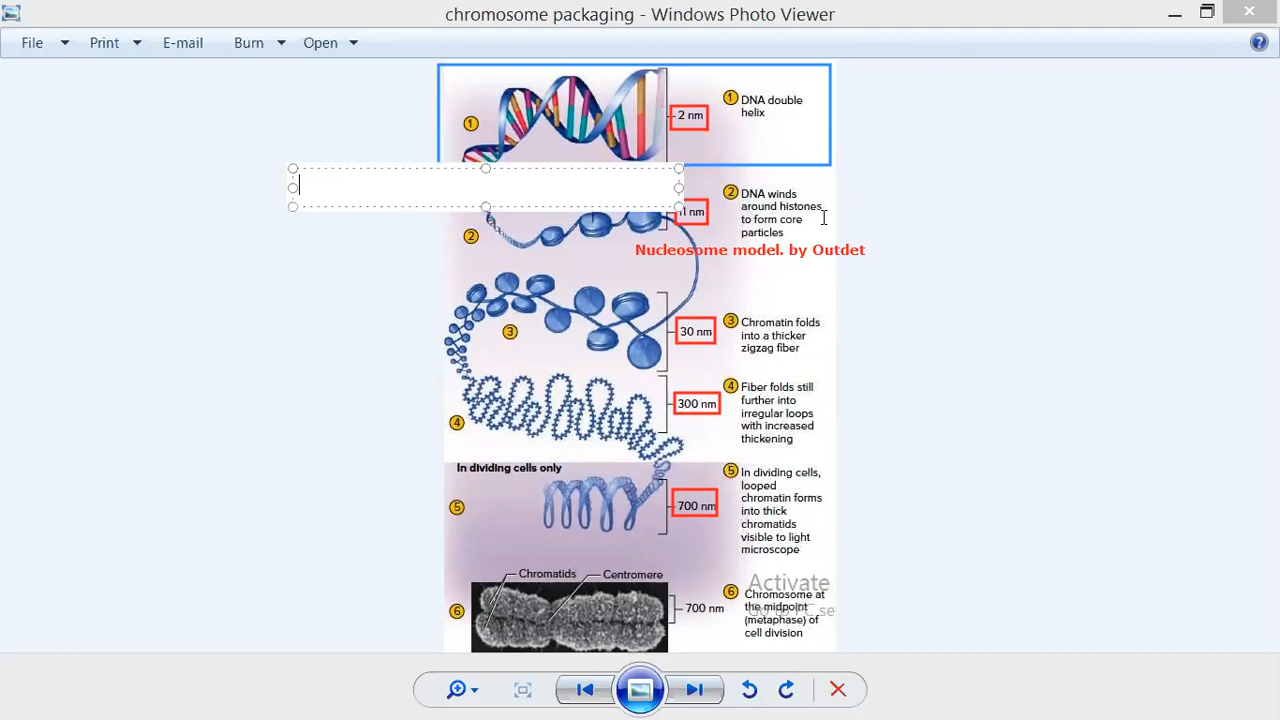 chromosome packaging - Windows Photo Viewer
File Print E-mail Burn Open
1 2 nm 1 DNA double
helix
2 nm 2 DNA winds
around histones
to form core
particles
Nucleosome model. by Outdet
3 30 nm 3 Chromatin folds
into a thicker
zigzag fiber
4 300 nm 4 Fiber folds still
further into
irregular loops
with increased
thickening
In dividing cells only
5 700 nm 5 In dividing cells,
looped
chromatin forms
into thick
chromatids
visible to light
microscope
Chromatids Centromere
Activate
6 700 nm 6 Chromosome at
the midpoint
(metaphase) of
cell division